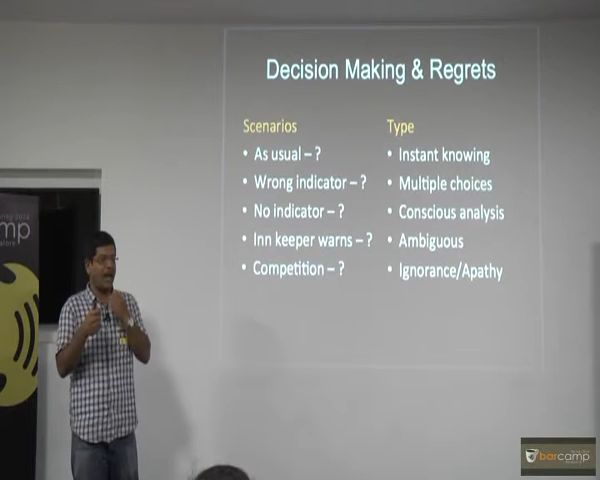 Decision Making & Regrets
Scenarios
• As usual – ?
• Wrong indicator – ?
• No indicator – ?
• Inn keeper warns – ?
• Competition – ?
Type
• Instant knowing
• Multiple choices
• Conscious analysis
• Ambiguous
• Ignorance/Apathy
mp
barcamp